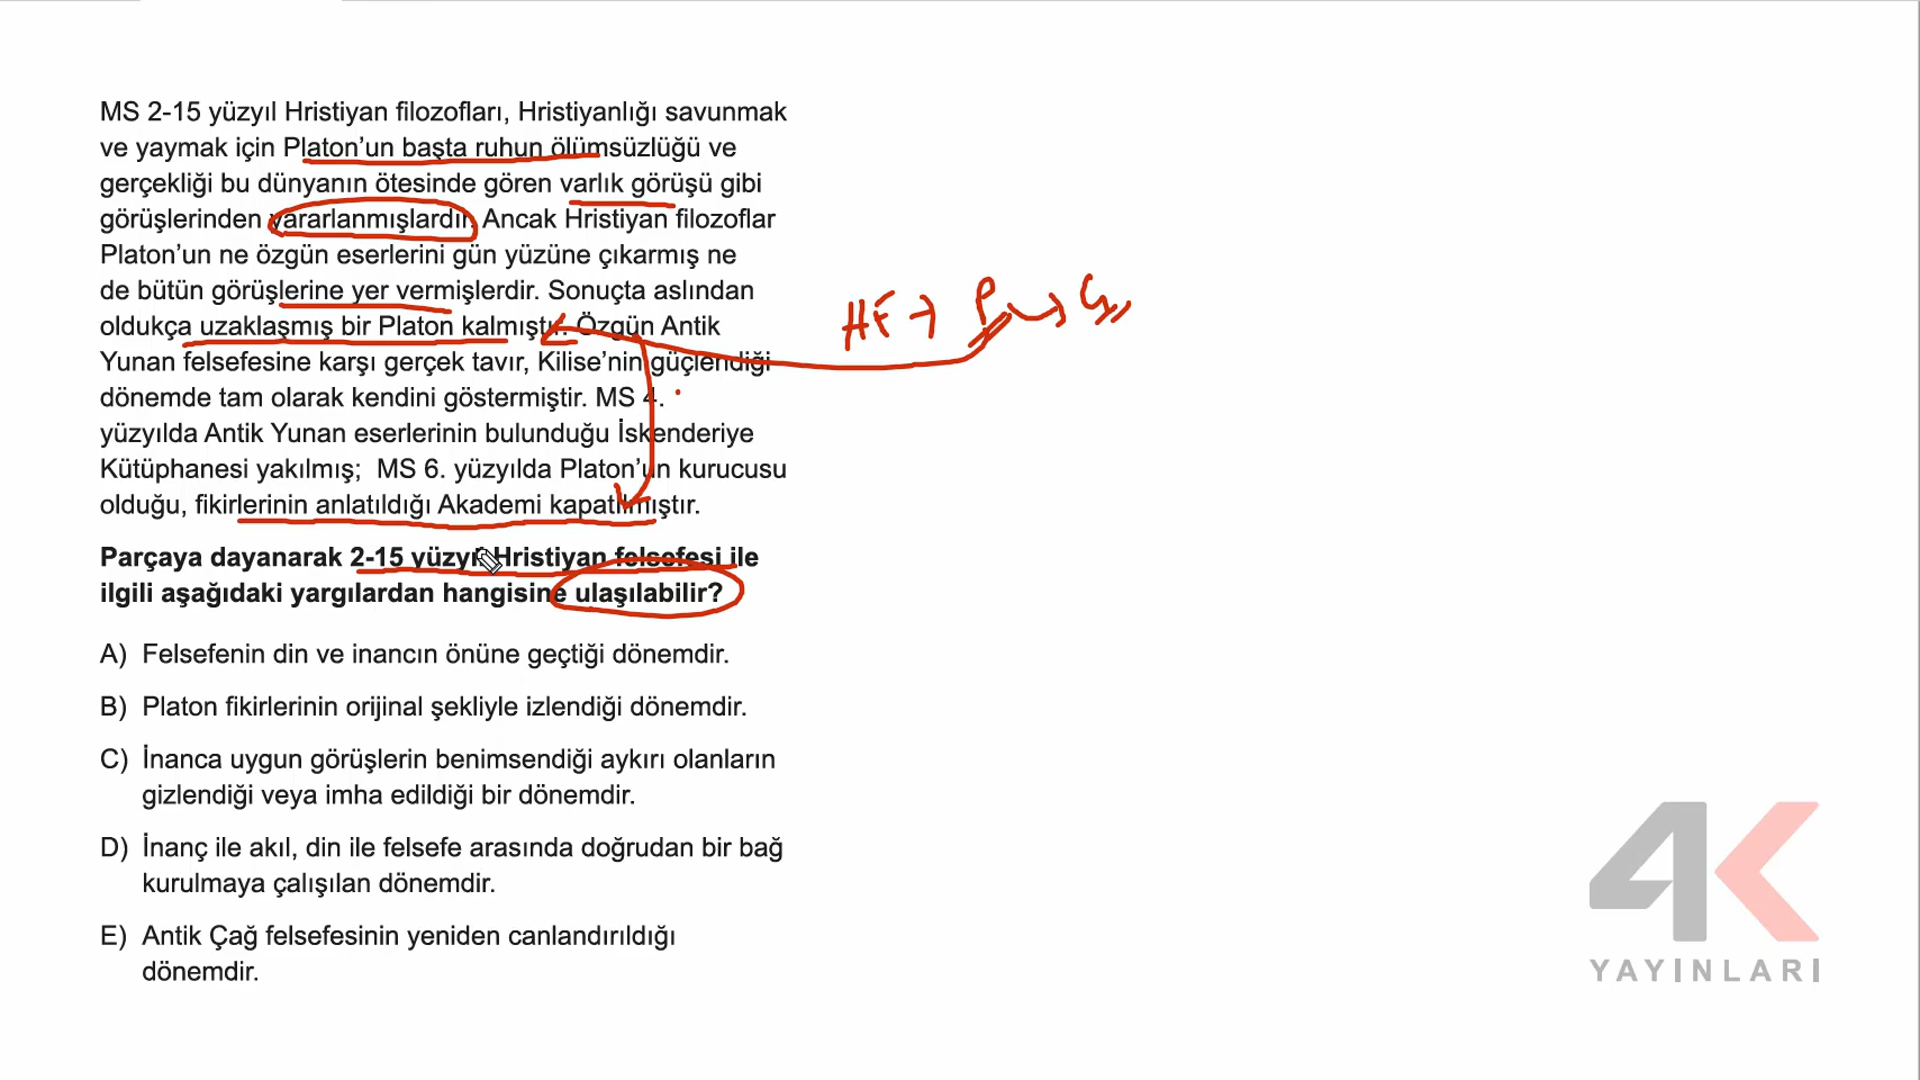 MS 2-15 yüzyıl Hristiyan filozofları, Hristiyanlığı savunmak
ve yaymak için Platon’un başta ruhun ölümsüzlüğü ve
gerçekliği bu dünyanın ötesinde gören varlık görüşü gibi
görüşlerinden yararlanmışlardır. Ancak Hristiyan filozoflar
Platon’un ne özgün eserlerini gün yüzüne çıkarmış ne
de bütün görüşlerine yer vermişlerdir. Sonuçta aslından
oldukça uzaklaşmış bir Platon kalmıştır. Özgün Antik
Yunan felsefesine karşı gerçek tavır, Kilise’nin güçlendiği
dönemde tam olarak kendini göstermiştir. MS 4.
yüzyılda Antik Yunan eserlerinin bulunduğu İskenderiye
Kütüphanesi yakılmış; MS 6. yüzyılda Platon’un kurucusu
olduğu, fikirlerinin anlatıldığı Akademi kapatılmıştır.
HF → P
Parçaya dayanarak 2-15 yüzyıl Hristiyan felsefesi ile
ilgili aşağıdaki yargılardan hangisine ulaşılabilir?
A) Felsefenin din ve inancın önüne geçtiği dönemdir.
B) Platon fikirlerinin orijinal şekliyle izlendiği dönemdir.
C) İnanca uygun görüşlerin benimsendiği aykırı olanların
gizlendiği veya imha edildiği bir dönemdir.
D) İnanç ile akıl, din ile felsefe arasında doğrudan bir bağ
kurulmaya çalışılan dönemdir.
E) Antik Çağ felsefesinin yeniden canlandırıldığı
dönemdir.
4K
YAYINLARI